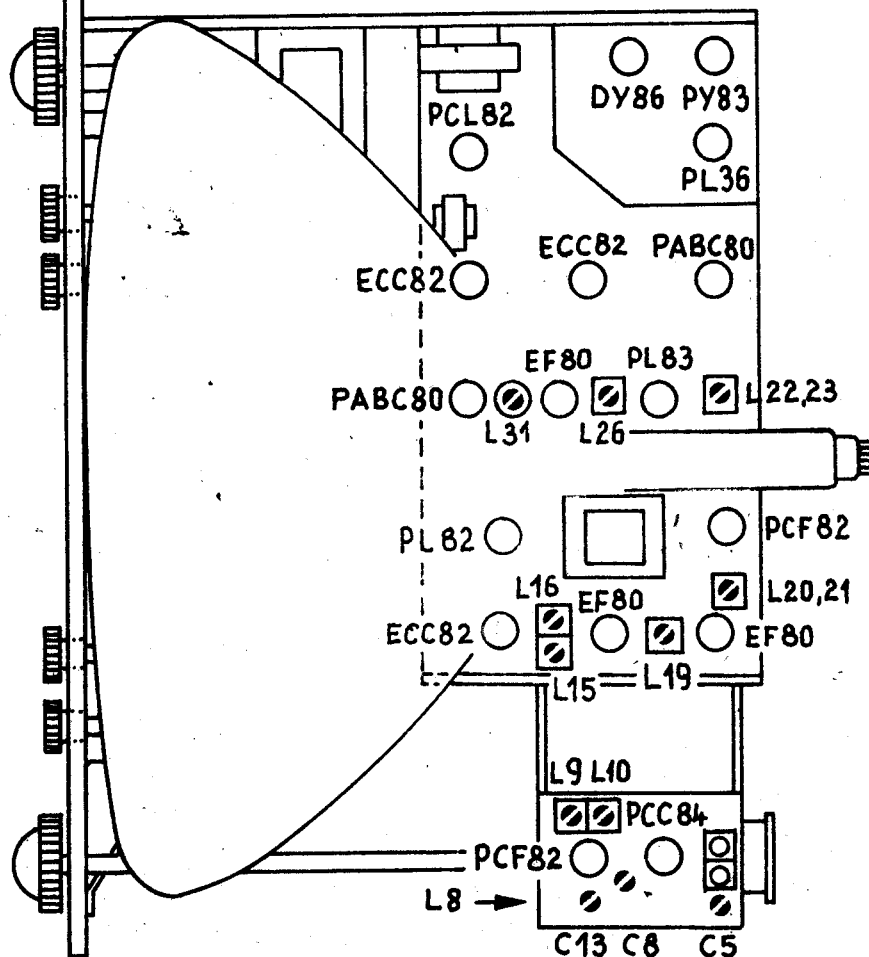 DY86 PY83
PCL82
PL36
ECC82 ECC82 PABC80
EF80 PL83
PABC80 L22,23
L31 L26
PL82 PCF82
L16 EF80 L20,21
ECC82 EF80
L15 L19
L9 L10
PCC84
PCF82
L8
C13 C8 C5